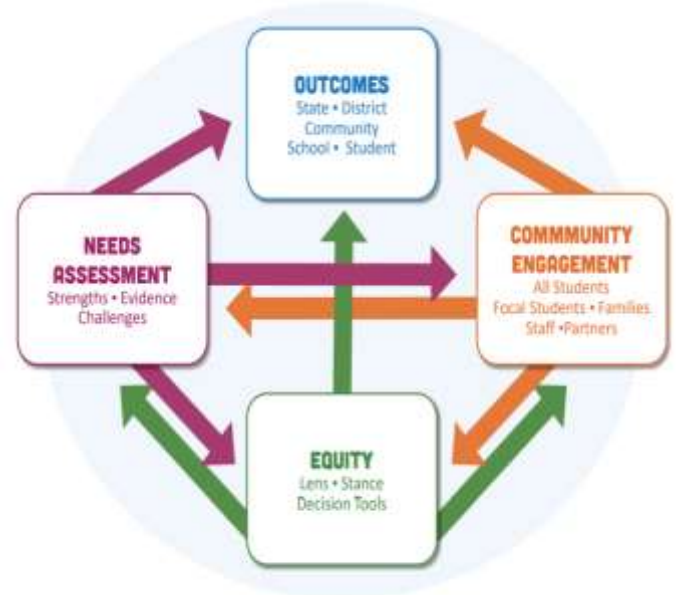 OUTCOMES
State • District
Community
School • Student
NEEDS
ASSESSMENT
Strengths • Evidence
Challenges
COMMMUNITY
ENGAGEMENT
All Students
Focal Students • Families
Staff •Partners
EQUITY
Lens • Stance
Decision Tools